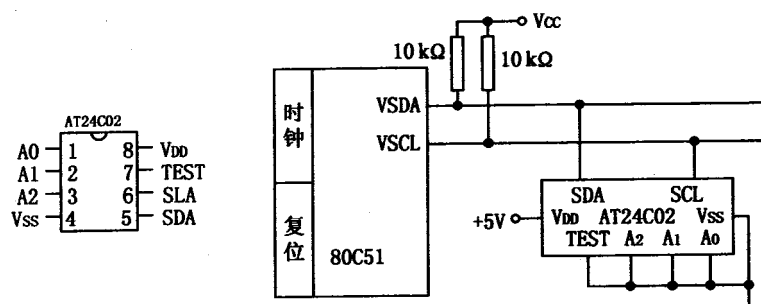 AT24C02
A0 1 8 VDD
A1 2 7 TEST
A2 3 6 SLA
VSS 4 5 SDA
VCC
10 kΩ
10 kΩ
时钟
复位
VSDA
VSCL
80C51
SDA SCL
+5V VDD AT24C02 VSS
TEST A2 A1 A0